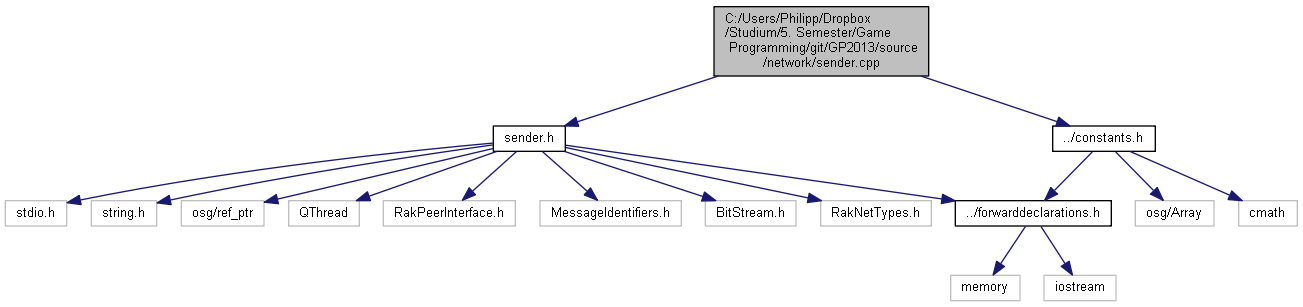 C:/Users/Philipp/Dropbox
/Studium/5. Semester/Game
Programming/git/GP2013/source
/network/sender.cpp
sender.h
../constants.h
stdio.h
string.h
osg/ref_ptr
QThread
RakPeerInterface.h
MessageIdentifiers.h
BitStream.h
RakNetTypes.h
../forwarddeclarations.h
osg/Array
cmath
memory
iostream